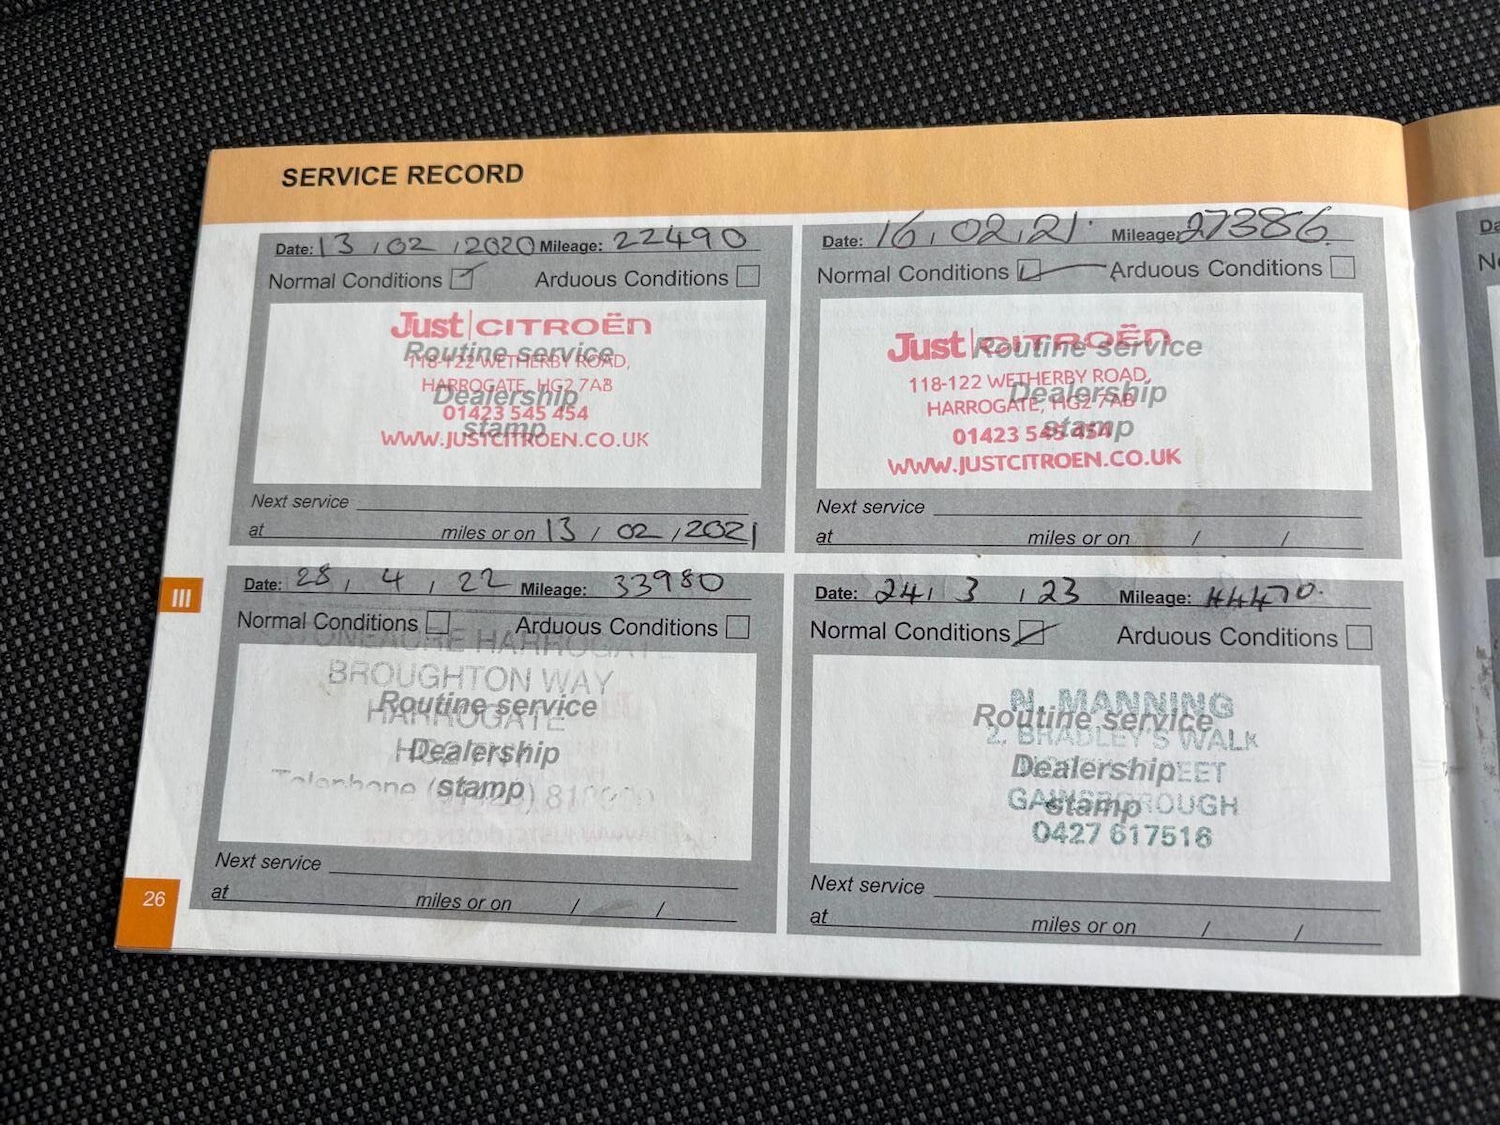 SERVICE RECORD
Date: 13 / 02 / 2020 Mileage: 22490
Normal Conditions Arduous Conditions
Just CITROËN
Routine service
118-122 WETHERBY ROAD,
HARROGATE, HG2 7AB
Dealership
01423 545 454
stamp
WWW.JUSTCITROEN.CO.UK
Next service
at miles or on 13 / 02 / 2021
Date: 16 / 02 / 21 Mileage: 27386
Normal Conditions Arduous Conditions
Just CITROËN
Routine service
118-122 WETHERBY ROAD,
Dealership
HARROGATE, HG2 7AB
01423 545 454
stamp
WWW.JUSTCITROEN.CO.UK
Next service
at miles or on / /
III
Date: 28 / 4 / 22 Mileage: 33980
Normal Conditions Arduous Conditions
HARROGATE
BROUGHTON WAY
Routine service
HARROGATE
Dealership
Telephone
stamp
Next service
at miles or on / /
Date: 24 / 3 / 23 Mileage: 44470
Normal Conditions Arduous Conditions
N. MANNING
Routine service
2, BRADLEY'S WALK
Dealership
GAINSBOROUGH
stamp
0427 617516
Next service
at miles or on / /
26